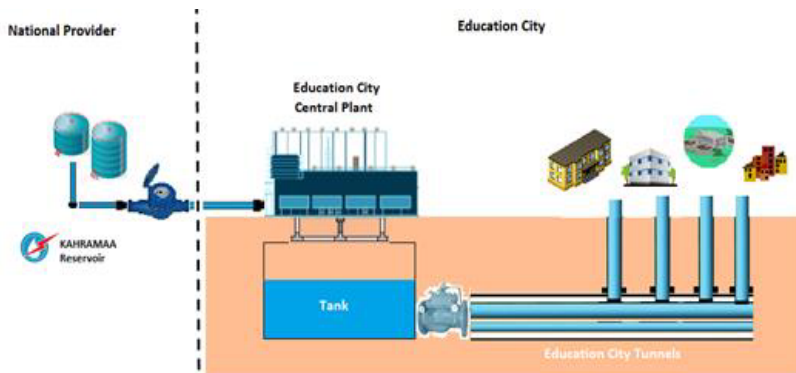 National Provider
Education City
Education City
Central Plant
KAHRAMAA
Reservoir
Tank
Education City Tunnels